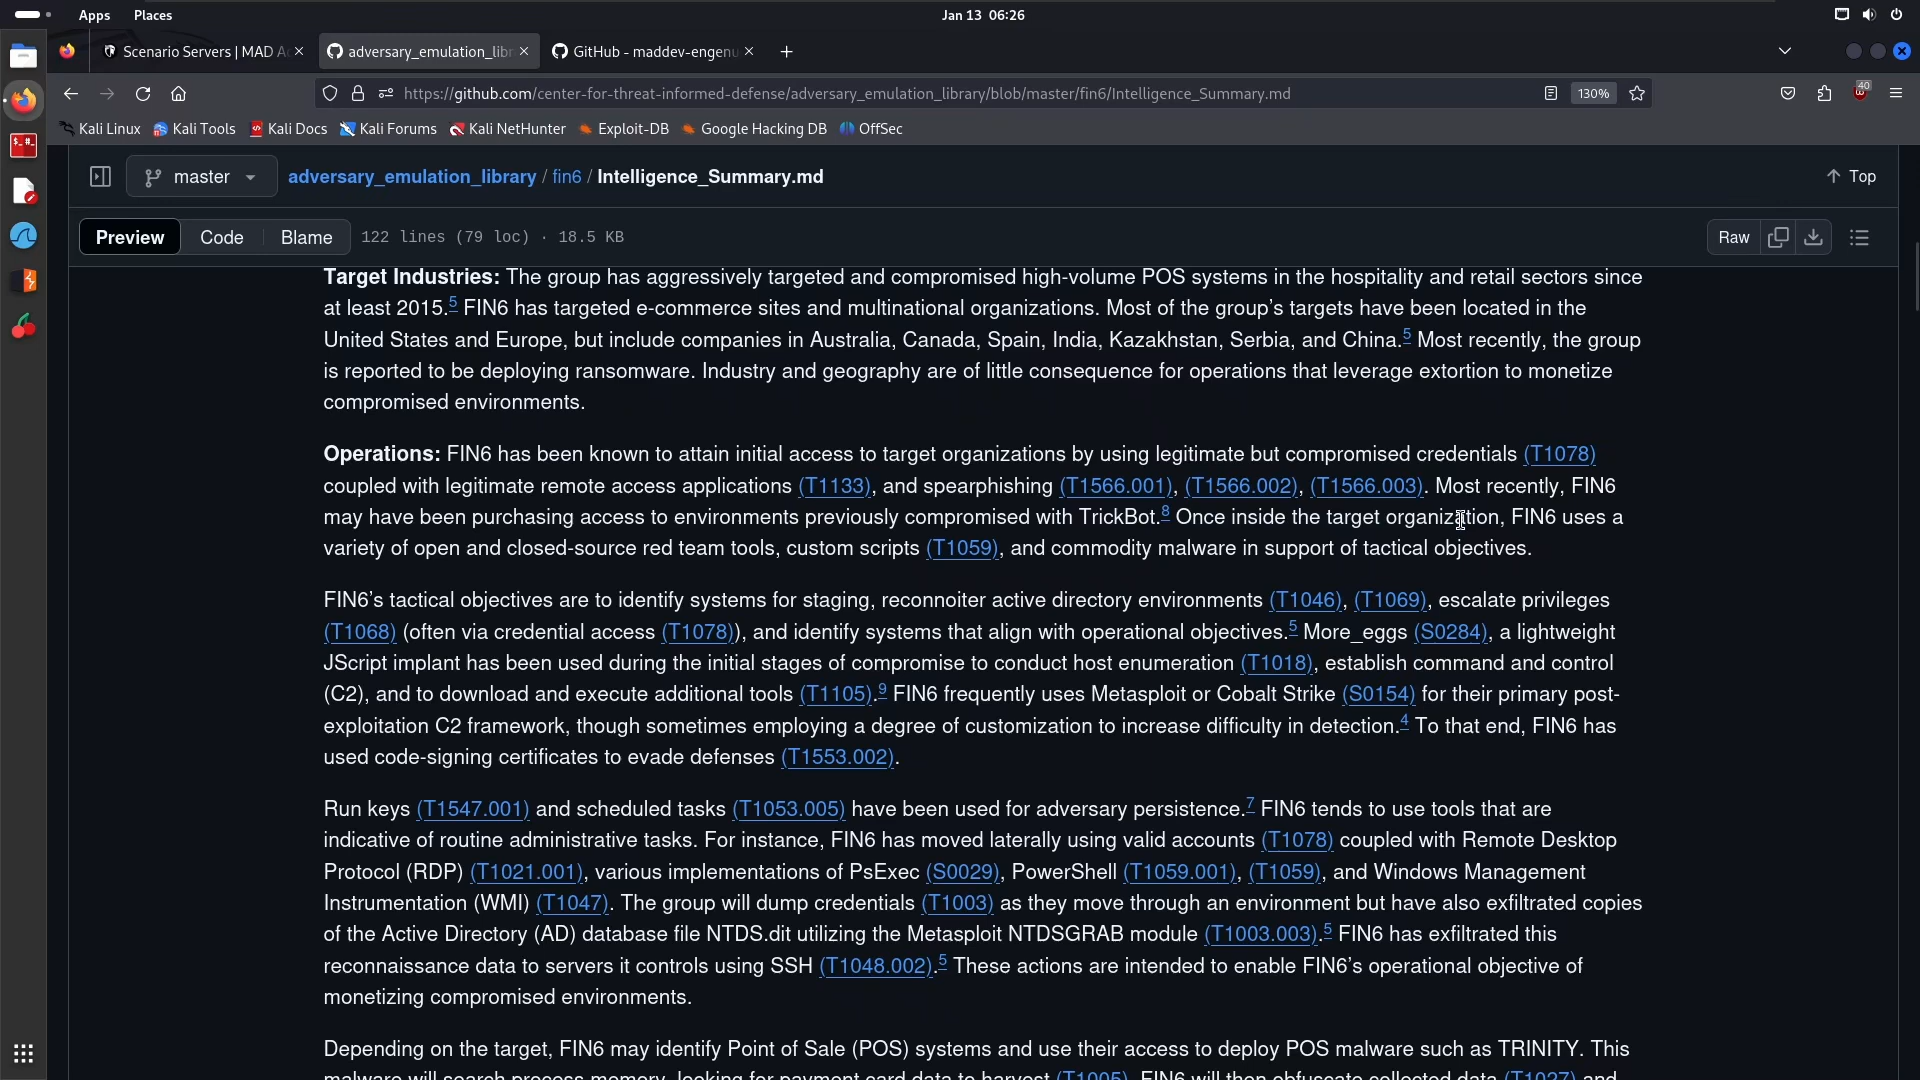 Apps Places
Jan 13 06:26
Scenario Servers | MAD A
adversary_emulation_libr
GitHub - maddev-engenu
https://github.com/center-for-threat-informed-defense/adversary_emulation_library/blob/master/fin6/Intelligence_Summary.md
130%
40
Kali Linux Kali Tools Kali Docs Kali Forums Kali NetHunter Exploit-DB Google Hacking DB OffSec
master
adversary_emulation_library / fin6 / Intelligence_Summary.md
Top
Preview Code Blame 122 lines (79 loc) · 18.5 KB
Raw
Target Industries: The group has aggressively targeted and compromised high-volume POS systems in the hospitality and retail sectors since
at least 2015.5 FIN6 has targeted e-commerce sites and multinational organizations. Most of the group's targets have been located in the
United States and Europe, but include companies in Australia, Canada, Spain, India, Kazakhstan, Serbia, and China.5 Most recently, the group
is reported to be deploying ransomware. Industry and geography are of little consequence for operations that leverage extortion to monetize
compromised environments.
Operations: FIN6 has been known to attain initial access to target organizations by using legitimate but compromised credentials (T1078)
coupled with legitimate remote access applications (T1133), and spearphishing (T1566.001), (T1566.002), (T1566.003). Most recently, FIN6
may have been purchasing access to environments previously compromised with TrickBot.8 Once inside the target organization, FIN6 uses a
variety of open and closed-source red team tools, custom scripts (T1059), and commodity malware in support of tactical objectives.
FIN6's tactical objectives are to identify systems for staging, reconnoiter active directory environments (T1046), (T1069), escalate privileges
(T1068) (often via credential access (T1078)), and identify systems that align with operational objectives.5 More_eggs (S0284), a lightweight
JScript implant has been used during the initial stages of compromise to conduct host enumeration (T1018), establish command and control
(C2), and to download and execute additional tools (T1105).9 FIN6 frequently uses Metasploit or Cobalt Strike (S0154) for their primary post-
exploitation C2 framework, though sometimes employing a degree of customization to increase difficulty in detection.4 To that end, FIN6 has
used code-signing certificates to evade defenses (T1553.002).
Run keys (T1547.001) and scheduled tasks (T1053.005) have been used for adversary persistence.7 FIN6 tends to use tools that are
indicative of routine administrative tasks. For instance, FIN6 has moved laterally using valid accounts (T1078) coupled with Remote Desktop
Protocol (RDP) (T1021.001), various implementations of PsExec (S0029), PowerShell (T1059.001), (T1059), and Windows Management
Instrumentation (WMI) (T1047). The group will dump credentials (T1003) as they move through an environment but have also exfiltrated copies
of the Active Directory (AD) database file NTDS.dit utilizing the Metasploit NTDSGRAB module (T1003.003).5 FIN6 has exfiltrated this
reconnaissance data to servers it controls using SSH (T1048.002).5 These actions are intended to enable FIN6's operational objective of
monetizing compromised environments.
Depending on the target, FIN6 may identify Point of Sale (POS) systems and use their access to deploy POS malware such as TRINITY. This
malware will search process memory, looking for payment card data to harvest (T1005). FIN6 will then obfuscate collected data (T1027) and